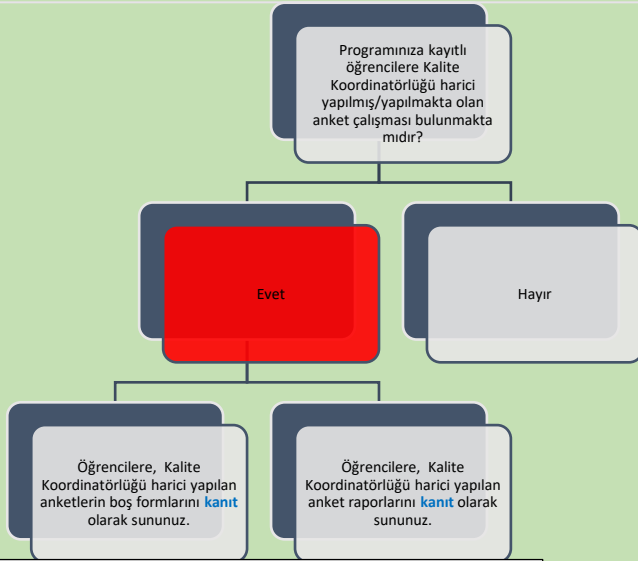 Programınıza kayıtlı
öğrencilere Kalite
Koordinatörlüğü harici
yapılmış/yapılmakta olan
anket çalışması bulunmakta
mıdır?
Evet
Hayır
Öğrencilere, Kalite
Koordinatörlüğü harici yapılan
anketlerin boş formlarını kanıt
olarak sununuz.
Öğrencilere, Kalite
Koordinatörlüğü harici yapılan
anket raporlarını kanıt olarak
sununuz.